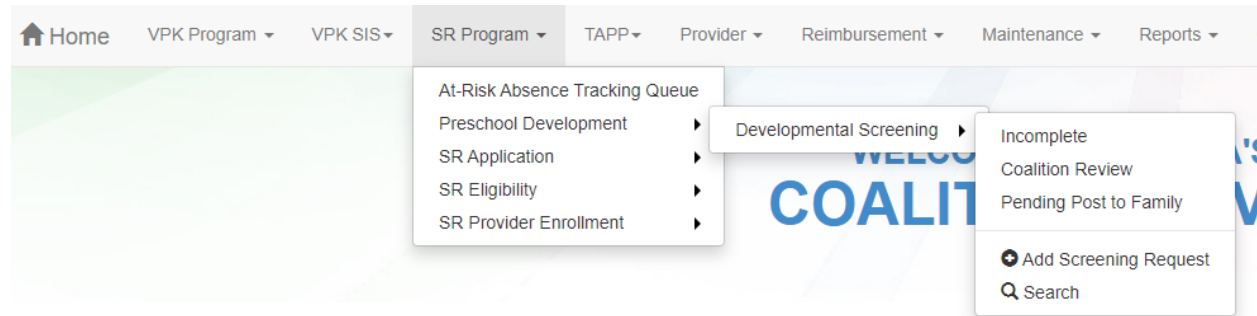 Home VPK Program VPK SIS SR Program TAPP Provider Reimbursement Maintenance Reports
At-Risk Absence Tracking Queue
Preschool Development
SR Application
SR Eligibility
SR Provider Enrollment
Developmental Screening
Incomplete
Coalition Review
Pending Post to Family
Add Screening Request
Search